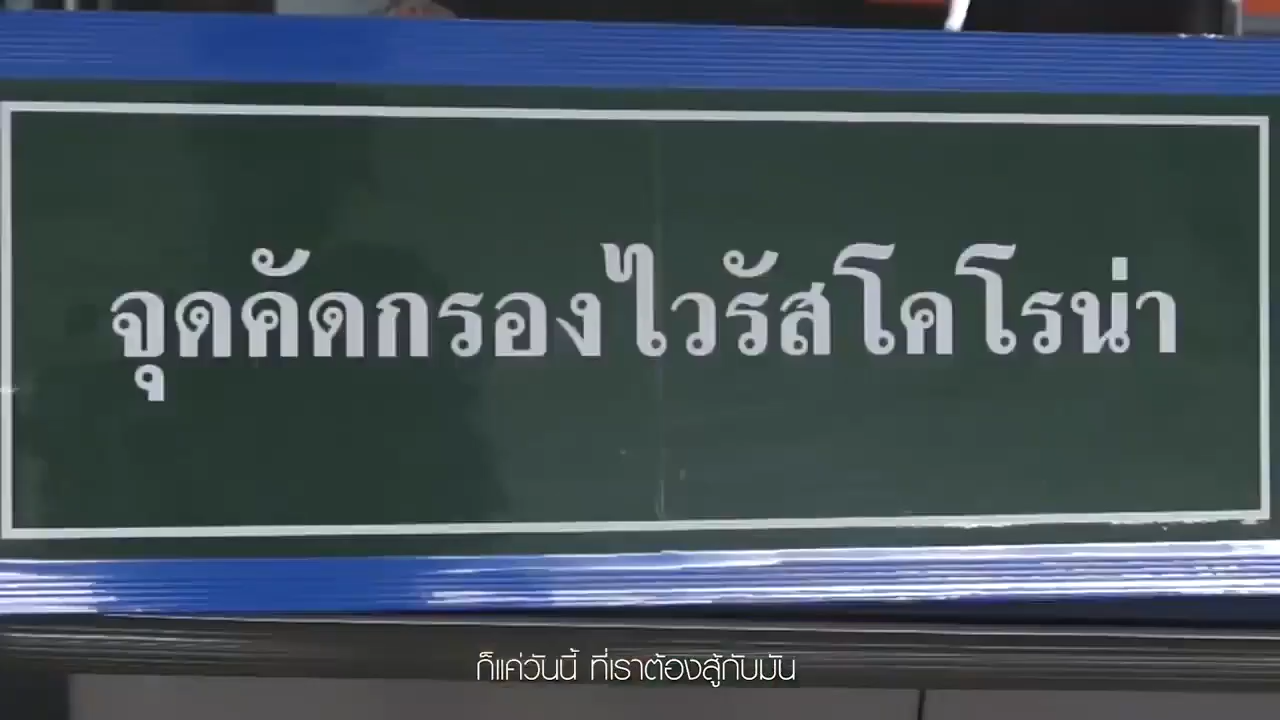 จุดคัดกรองไวรัสโคโรน่า
ก็แค่วันนี้ ที่เราต้องสู้กับมัน